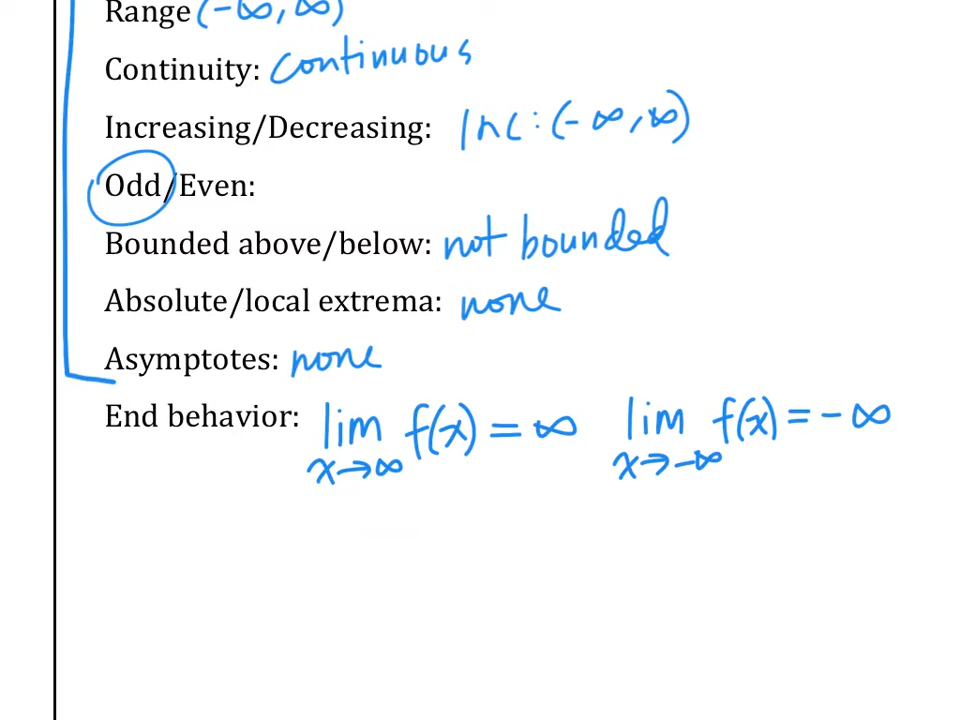 Range (-∞, ∞)
Continuity: continuous
Increasing/Decreasing: Inc: (-∞, ∞)
Odd/Even:
Bounded above/below: not bounded
Absolute/local extrema: none
Asymptotes: none
End behavior: lim x→∞ f(x) = ∞ lim x→-∞ f(x) = -∞